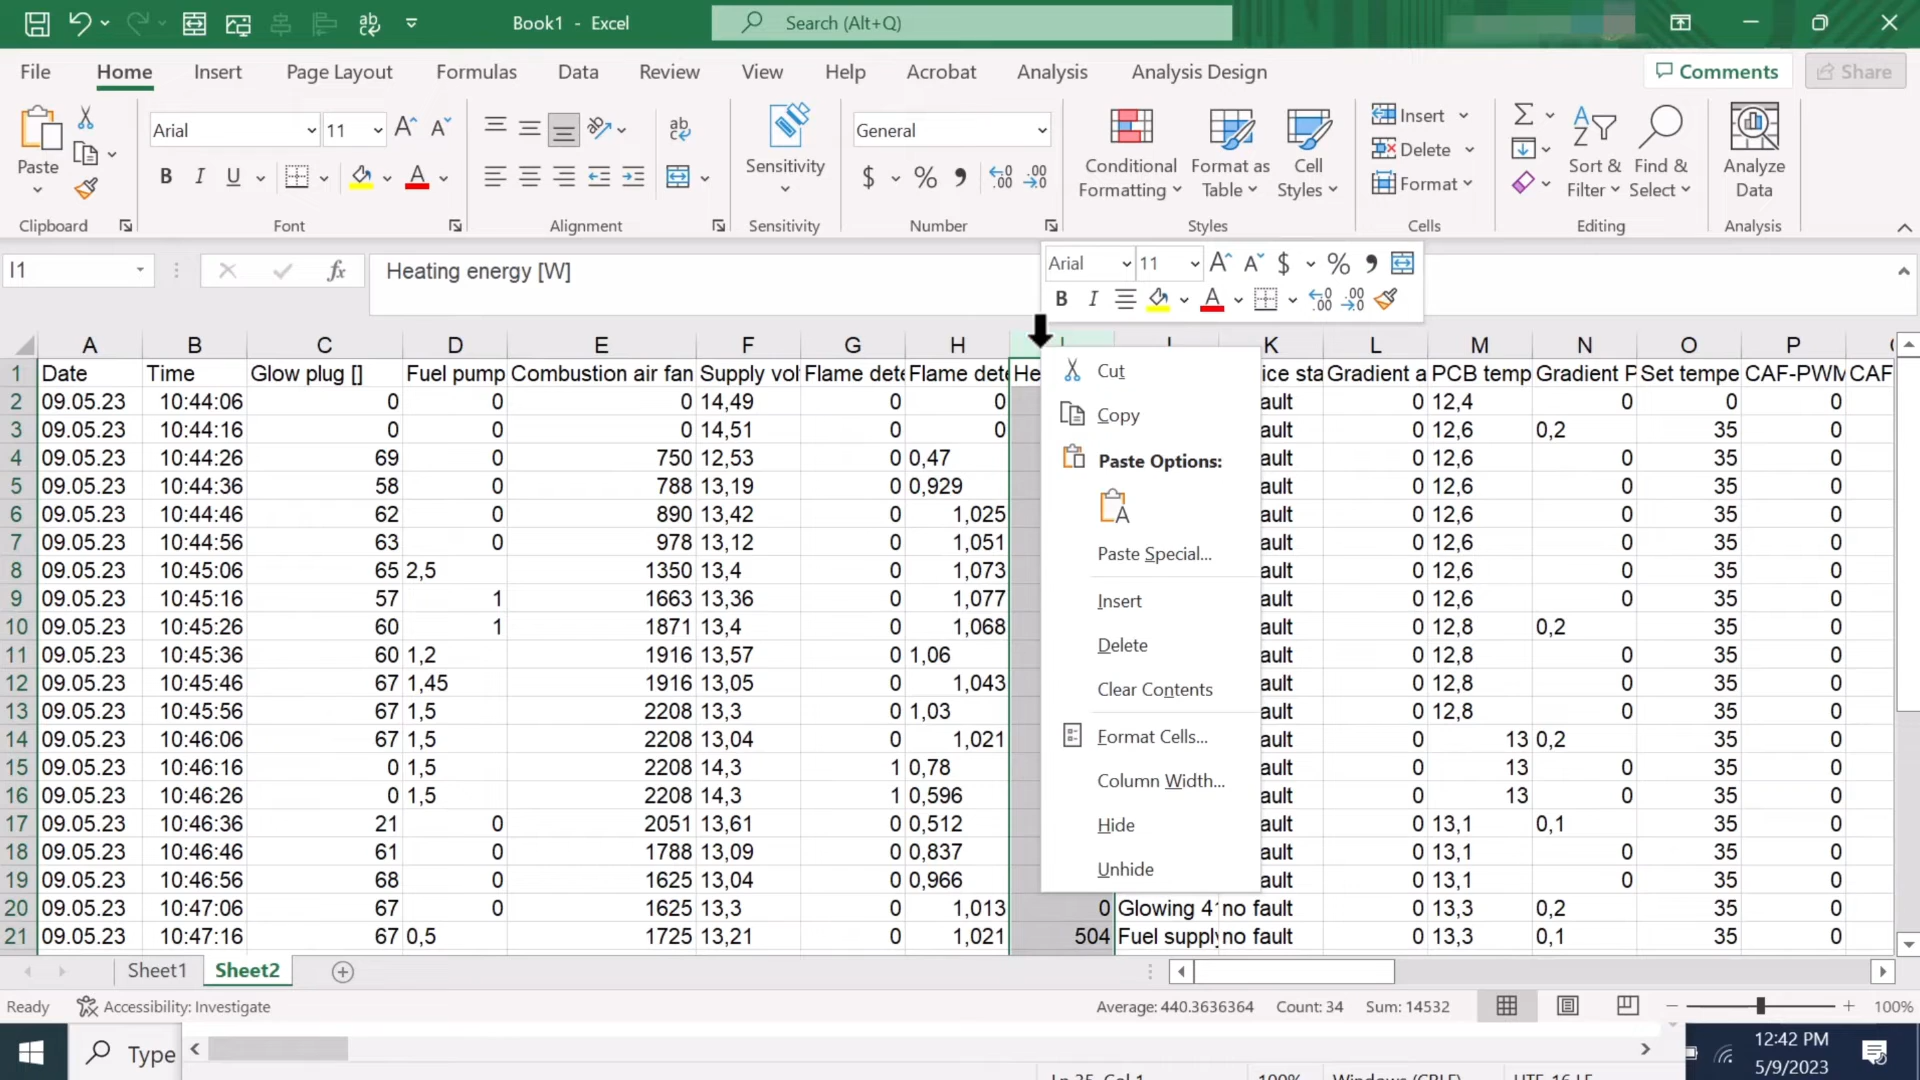 Book1 - Excel
Search (Alt+Q)
File Home Insert Page Layout Formulas Data Review View Help Acrobat Analysis Analysis Design Comments Share
Arial 11 General
Paste Sensitivity Conditional Formatting Format as Table Cell Styles Insert Delete Format Sort & Filter Find & Select Analyze Data
Clipboard Font Alignment Sensitivity Number Styles Cells Editing Analysis
I1 fx Heating energy [W]
Arial 11
A B C D E F G H K L M N O P
1 Date Time Glow plug [] Fuel pump Combustion air fan Supply vol Flame dete Flame dete He ice sta Gradient a PCB temp Gradient P Set tempe CAF-PWM CAF
2 09.05.23 10:44:06 0 0 0 14,49 0 0 ault 0 12,4 0 0 0
3 09.05.23 10:44:16 0 0 0 14,51 0 0 ault 0 12,6 0,2 35 0
4 09.05.23 10:44:26 69 0 750 12,53 0 0,47 ault 0 12,6 0 35 0
5 09.05.23 10:44:36 58 0 788 13,19 0 0,929 ault 0 12,6 0 35 0
6 09.05.23 10:44:46 62 0 890 13,42 0 1,025 ault 0 12,6 0 35 0
7 09.05.23 10:44:56 63 0 978 13,12 0 1,051 ault 0 12,6 0 35 0
8 09.05.23 10:45:06 65 2,5 1350 13,4 0 1,073 ault 0 12,6 0 35 0
9 09.05.23 10:45:16 57 1 1663 13,36 0 1,077 ault 0 12,6 0 35 0
10 09.05.23 10:45:26 60 1 1871 13,4 0 1,068 ault 0 12,8 0,2 35 0
11 09.05.23 10:45:36 60 1,2 1916 13,57 0 1,06 ault 0 12,8 0 35 0
12 09.05.23 10:45:46 67 1,45 1916 13,05 0 1,043 ault 0 12,8 0 35 0
13 09.05.23 10:45:56 67 1,5 2208 13,3 0 1,03 ault 0 12,8 0 35 0
14 09.05.23 10:46:06 67 1,5 2208 13,04 0 1,021 ault 0 13 0,2 35 0
15 09.05.23 10:46:16 0 1,5 2208 14,3 1 0,78 ault 0 13 0 35 0
16 09.05.23 10:46:26 0 1,5 2208 14,3 1 0,596 ault 0 13 0 35 0
17 09.05.23 10:46:36 21 0 2051 13,61 0 0,512 ault 0 13,1 0,1 35 0
18 09.05.23 10:46:46 61 0 1788 13,09 0 0,837 ault 0 13,1 0 35 0
19 09.05.23 10:46:56 68 0 1625 13,04 0 0,966 ault 0 13,1 0 35 0
20 09.05.23 10:47:06 67 0 1625 13,3 0 1,013 0 Glowing 4 no fault 0 13,3 0,2 35 0
21 09.05.23 10:47:16 67 0,5 1725 13,21 0 1,021 504 Fuel supply no fault 0 13,3 0,1 35 0
Cut
Copy
Paste Options:
Paste Special...
Insert
Delete
Clear Contents
Format Cells...
Column Width...
Hide
Unhide
Sheet1 Sheet2
Ready Accessibility: Investigate Average: 440.3636364 Count: 34 Sum: 14532 100%
Type
12:42 PM
5/9/2023